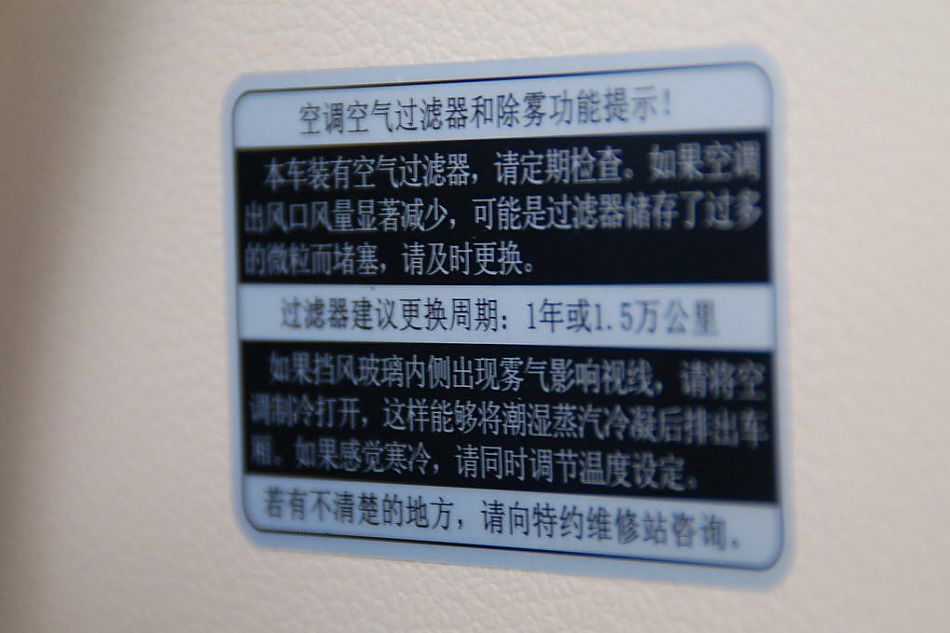 空调空气过滤器和除雾功能提示！
本车装有空气过滤器，请定期检查。如果空调
出风口风量显著减少，可能是过滤器储存了过多
的微粒而堵塞，请及时更换。
过滤器建议更换周期：1年或1.5万公里
如果挡风玻璃内侧出现雾气影响视线，请将空
调制冷打开，这样能够将潮湿蒸汽冷凝后排出车
厢。如果感觉寒冷，请同时调节温度设定。
若有不清楚的地方，请向特约维修站咨询。